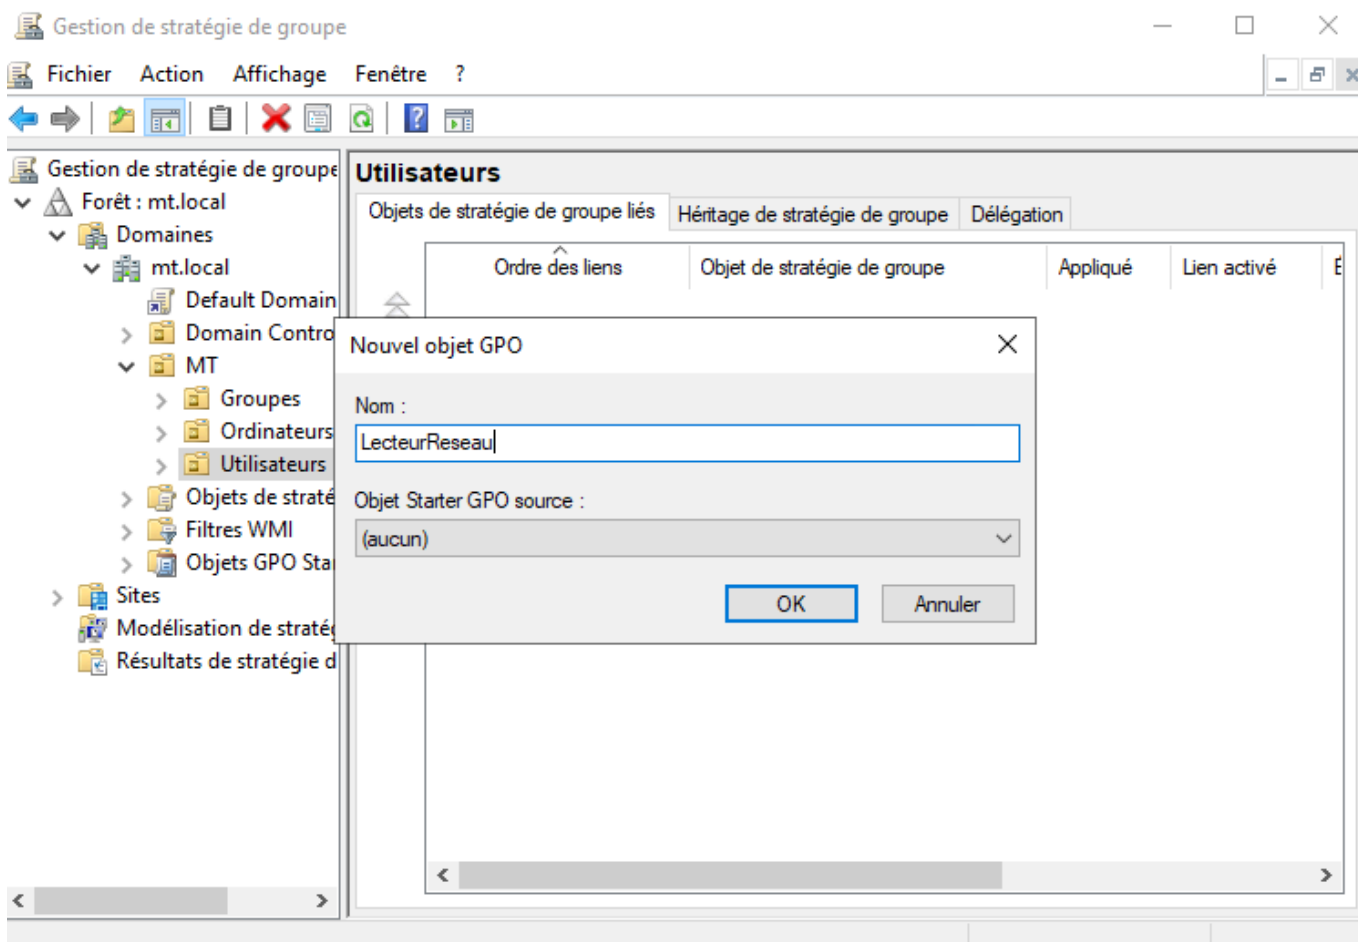 Gestion de stratégie de groupe
Fichier Action Affichage Fenêtre ?
Gestion de stratégie de groupe
Forêt : mt.local
Domaines
mt.local
Default Domain
Domain Contro
MT
Groupes
Ordinateurs
Utilisateurs
Objets de straté
Filtres WMI
Objets GPO Star
Sites
Modélisation de straté
Résultats de stratégie d
Utilisateurs
Objets de stratégie de groupe liés Héritage de stratégie de groupe Délégation
Ordre des liens Objet de stratégie de groupe Appliqué Lien activé É
Nouvel objet GPO
Nom :
LecteurReseau
Objet Starter GPO source :
(aucun)
OK Annuler